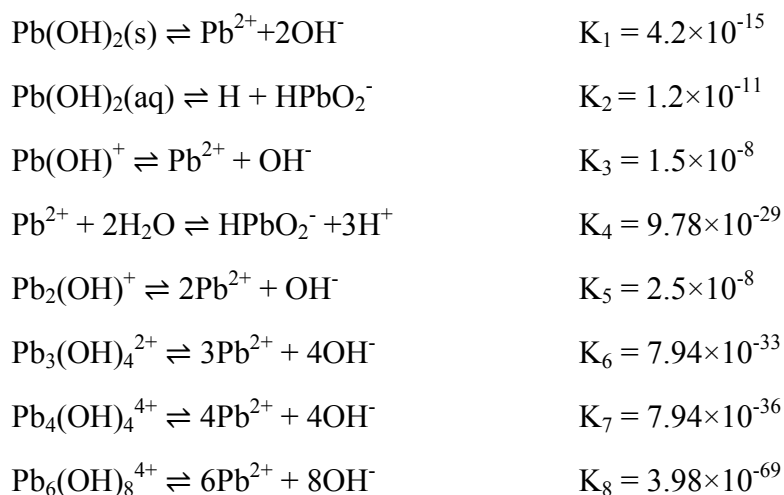 Pb(OH)₂(s) ⇌ Pb²⁺+2OH⁻ K₁ = 4.2×10⁻¹⁵
Pb(OH)₂(aq) ⇌ H + HPbO₂⁻ K₂ = 1.2×10⁻¹¹
Pb(OH)⁺ ⇌ Pb²⁺ + OH⁻ K₃ = 1.5×10⁻⁸
Pb²⁺ + 2H₂O ⇌ HPbO₂⁻ +3H⁺ K₄ = 9.78×10⁻²⁹
Pb₂(OH)⁺ ⇌ 2Pb²⁺ + OH⁻ K₅ = 2.5×10⁻⁸
Pb₃(OH)₄²⁺ ⇌ 3Pb²⁺ + 4OH⁻ K₆ = 7.94×10⁻³³
Pb₄(OH)₄⁴⁺ ⇌ 4Pb²⁺ + 4OH⁻ K₇ = 7.94×10⁻³⁶
Pb₆(OH)₈⁴⁺ ⇌ 6Pb²⁺ + 8OH⁻ K₈ = 3.98×10⁻⁶⁹